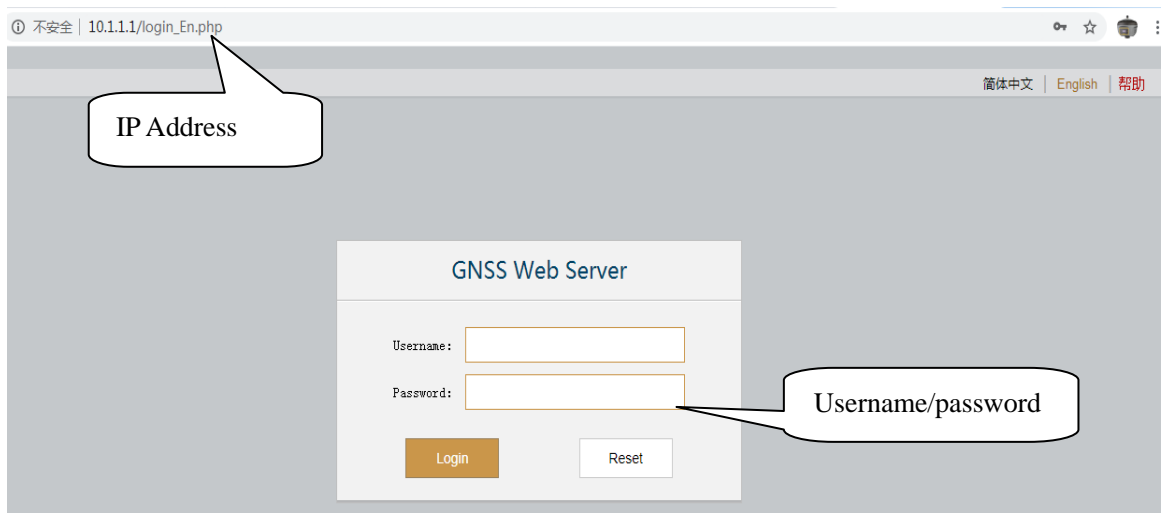 不安全 10.1.1.1/login_En.php
简体中文 English 帮助
IP Address
GNSS Web Server
Username:
Password:
Username/password
Login Reset